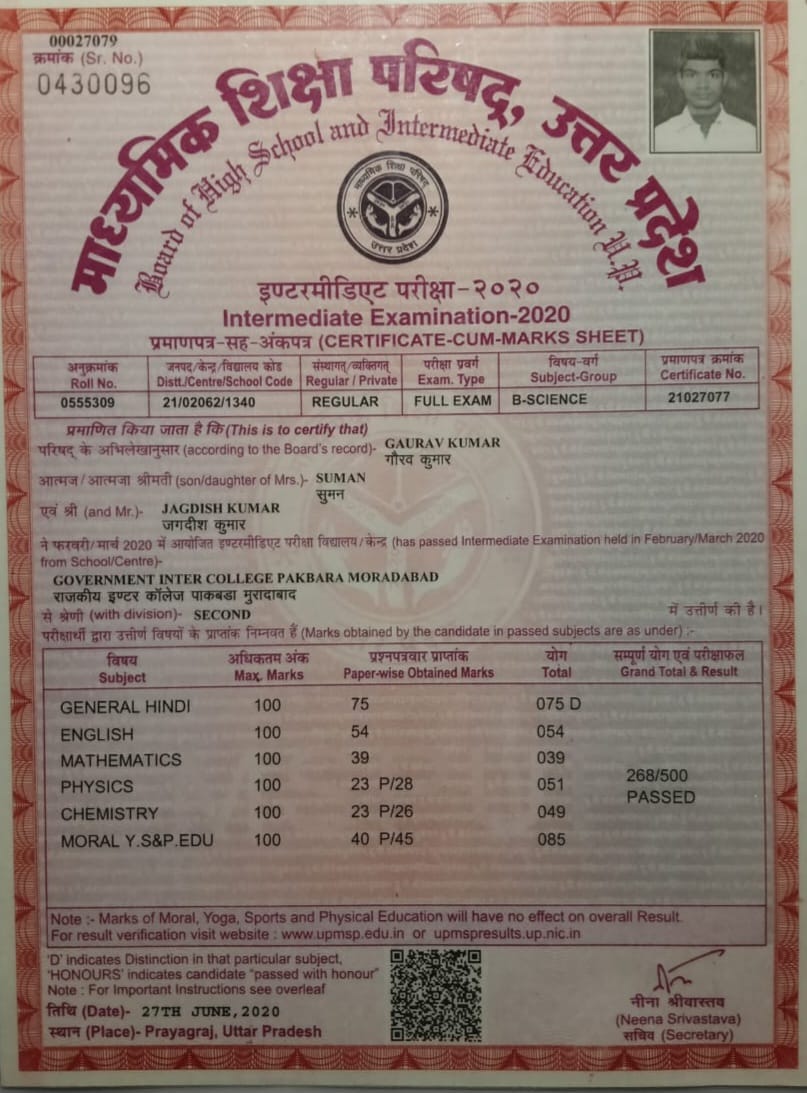 00027079
क्रमांक (Sr. No.)
0430096
माध्यमिक शिक्षा परिषद्, उत्तर प्रदेश
Board of High School and Intermediate Education U.P.
माध्यमिक शिक्षा परिषद्
उत्तर प्रदेश
इण्टरमीडिएट परीक्षा-२०२०
Intermediate Examination-2020
प्रमाणपत्र-सह-अंकपत्र (CERTIFICATE-CUM-MARKS SHEET)
अनुक्रमांक जनपद/केन्द्र/विद्यालय कोड संस्थागत्/व्यक्तिगत् परीक्षा प्रवर्ग विषय-वर्ग प्रमाणपत्र क्रमांक
Roll No. Distt./Centre/School Code Regular / Private Exam. Type Subject-Group Certificate No.
0555309 21/02062/1340 REGULAR FULL EXAM B-SCIENCE 21027077
प्रमाणित किया जाता है कि (This is to certify that)
परिषद् के अभिलेखानुसार (according to the Board's record)- GAURAV KUMAR
गौरव कुमार
आत्मज/आत्मजा श्रीमती (son/daughter of Mrs.)- SUMAN
सुमन
एवं श्री (and Mr.)- JAGDISH KUMAR
जगदीश कुमार
ने फरवरी/मार्च 2020 में आयोजित इण्टरमीडिएट परीक्षा विद्यालय/केन्द्र (has passed Intermediate Examination held in February/March 2020
from School/Centre)-
GOVERNMENT INTER COLLEGE PAKBARA MORADABAD
राजकीय इण्टर कॉलेज पाकबडा मुरादाबाद
से श्रेणी (with division)- SECOND में उत्तीर्ण की है।
परीक्षार्थी द्वारा उत्तीर्ण विषयों के प्राप्तांक निम्नवत हैं (Marks obtained by the candidate in passed subjects are as under) :-
विषय अधिकतम अंक प्रश्नपत्रवार प्राप्तांक योग सम्पूर्ण योग एवं परीक्षाफल
Subject Max. Marks Paper-wise Obtained Marks Total Grand Total & Result
GENERAL HINDI 100 75 075 D
ENGLISH 100 54 054
MATHEMATICS 100 39 039
PHYSICS 100 23 P/28 051 268/500
PASSED
CHEMISTRY 100 23 P/26 049
MORAL Y.S&P.EDU 100 40 P/45 085
Note :- Marks of Moral, Yoga, Sports and Physical Education will have no effect on overall Result.
For result verification visit website : www.upmsp.edu.in or upmspresults.up.nic.in
'D' indicates Distinction in that particular subject,
'HONOURS' indicates candidate "passed with honour"
Note : For Important Instructions see overleaf
तिथि (Date)- 27TH JUNE,2020
स्थान (Place)- Prayagraj, Uttar Pradesh
नीना श्रीवास्तव
(Neena Srivastava)
सचिव (Secretary)